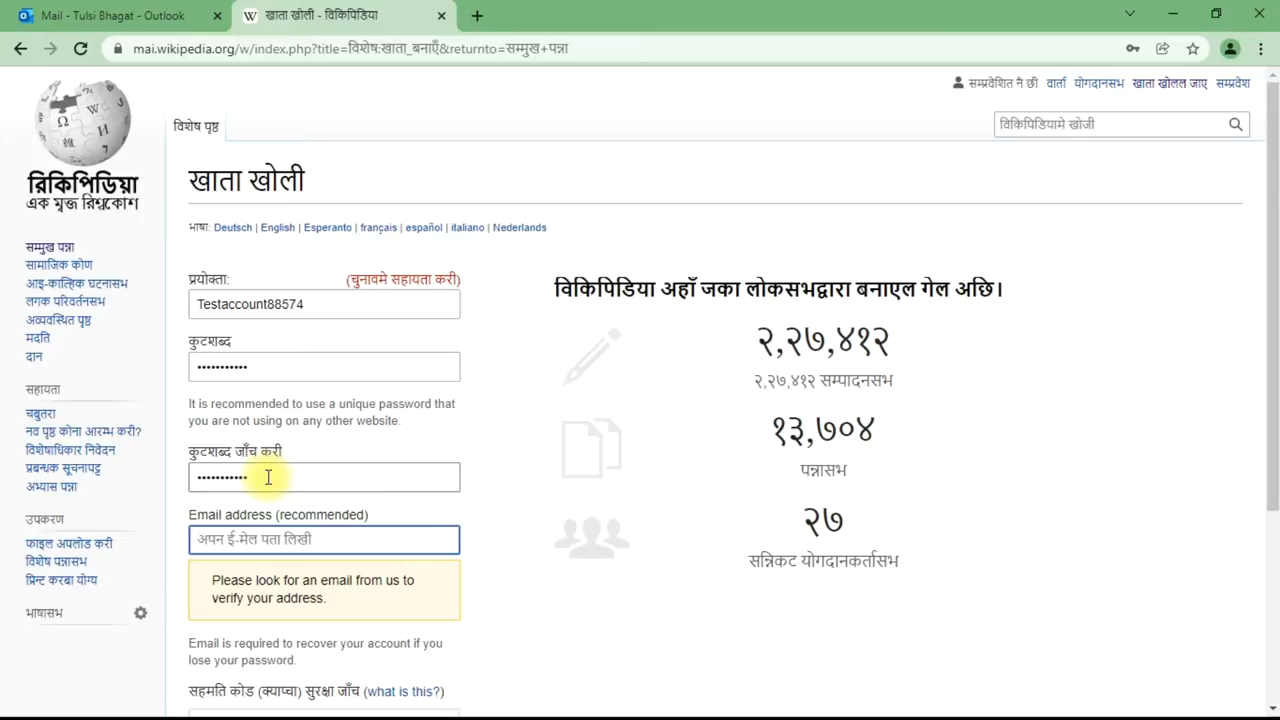 Mail - Tulsi Bhagat - Outlook
खाता खोली - विकिपिडिया
mai.wikipedia.org/w/index.php?title=विशेष:खाता_बनाएँ&returnto=सम्मुख+पन्ना
सम्प्रवेशित नै छी वार्ता योगदानसभ खाता खोलल जाए सम्प्रवेश
विशेष पृष्ठ
विकिपिडियामे खोजी
खाता खोली
भाषा: Deutsch | English | Esperanto | français | español | italiano | Nederlands
सम्मुख पन्ना
सामाजिक कोण
आइ-काल्हिक घटनासभ
लगक परिवर्तनसभ
अव्यवस्थित पृष्ठ
मदति
दान
सहायता
चबुतरा
नव पृष्ठ कोना आरम्भ करी?
विशेषाधिकार निवेदन
प्रबन्धक सूचनापट्ट
अभ्यास पन्ना
उपकरण
फाइल अपलोड करी
विशेष पन्नासभ
प्रिन्ट करबा योग्य
भाषासभ
प्रयोक्ता: (चुनावमे सहायता करी)
Testaccount88574
कुटशब्द
•••••••••••
It is recommended to use a unique password that
you are not using on any other website.
कुटशब्द जाँच करी
•••••••••••
Email address (recommended)
अपन ई-मेल पता लिखी
Please look for an email from us to
verify your address.
Email is required to recover your account if you
lose your password.
सहमति कोड (क्याप्चा) सुरक्षा जाँच (what is this?)
विकिपिडिया अहाँ जका लोकसभद्वारा बनाएल गेल अछि।
२,२७,४१२
२,२७,४१२ सम्पादनसभ
१३,७०४
पन्नासभ
२७
सन्निकट योगदानकर्तासभ